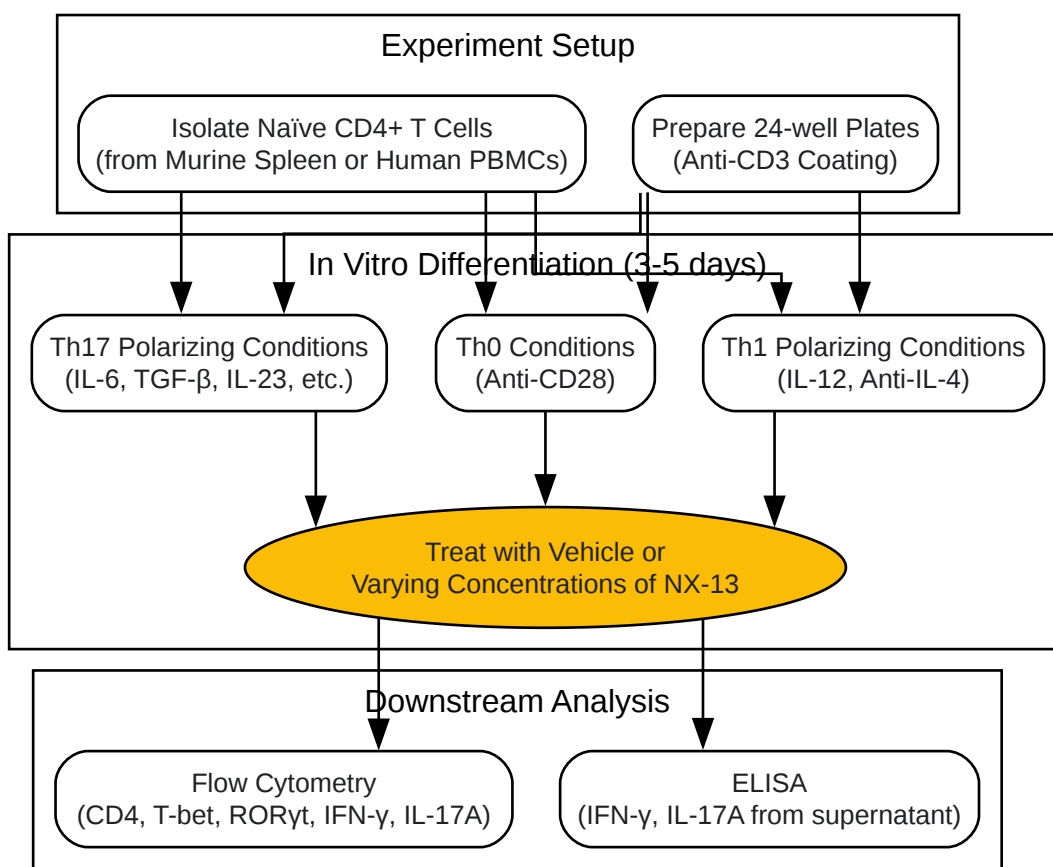 Experiment Setup
Isolate Naïve CD4+ T Cells
(from Murine Spleen or Human PBMCs)
Prepare 24-well Plates
(Anti-CD3 Coating)
In Vitro Differentiation (3-5 days)
Th17 Polarizing Conditions
(IL-6, TGF-β, IL-23, etc.)
Th0 Conditions
(Anti-CD28)
Th1 Polarizing Conditions
(IL-12, Anti-IL-4)
Treat with Vehicle or
Varying Concentrations of NX-13
Downstream Analysis
Flow Cytometry
(CD4, T-bet, RORγt, IFN-γ, IL-17A)
ELISA
(IFN-γ, IL-17A from supernatant)